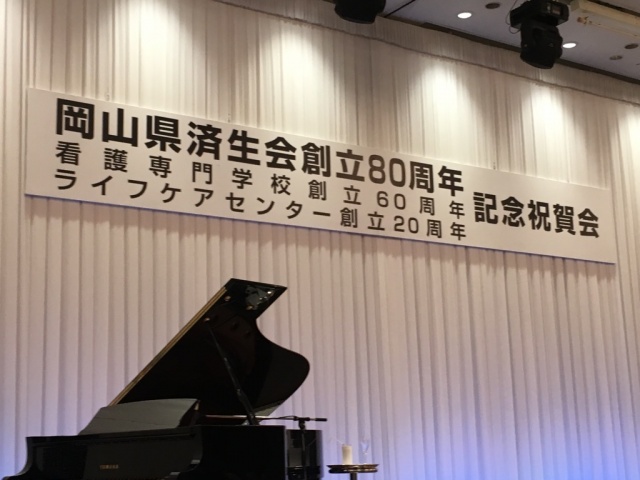 岡山県済生会創立80周年
看護専門学校創立60周年
ライフケアセンター創立20周年
記念祝賀会
YAMAHA